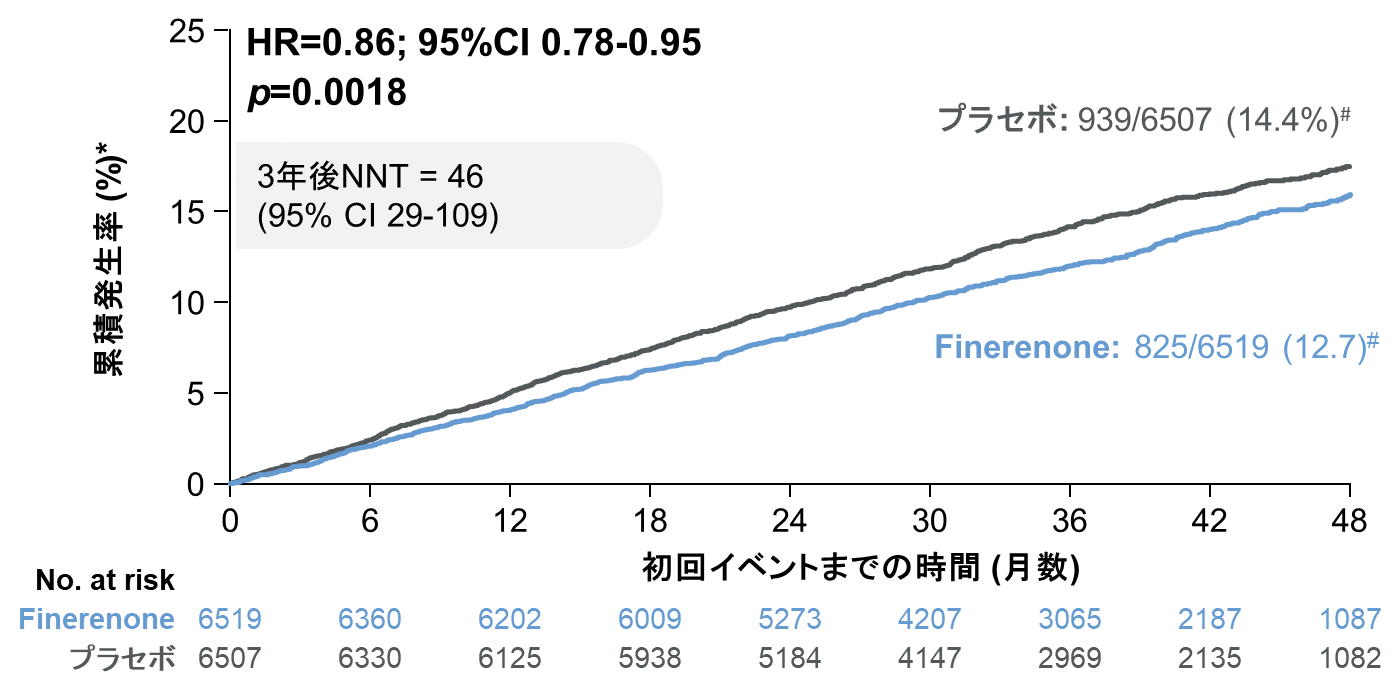 HR=0.86; 95%CI 0.78-0.95
p=0.0018
3年後NNT = 46
(95% CI 29-109)
プラセボ: 939/6507 (14.4%)#
Finerenone: 825/6519 (12.7)#
累積発生率 (%)*
25
20
15
10
5
0
0 6 12 18 24 30 36 42 48
初回イベントまでの時間 (月数)
No. at risk
Finerenone 6519 6360 6202 6009 5273 4207 3065 2187 1087
プラセボ 6507 6330 6125 5938 5184 4147 2969 2135 1082